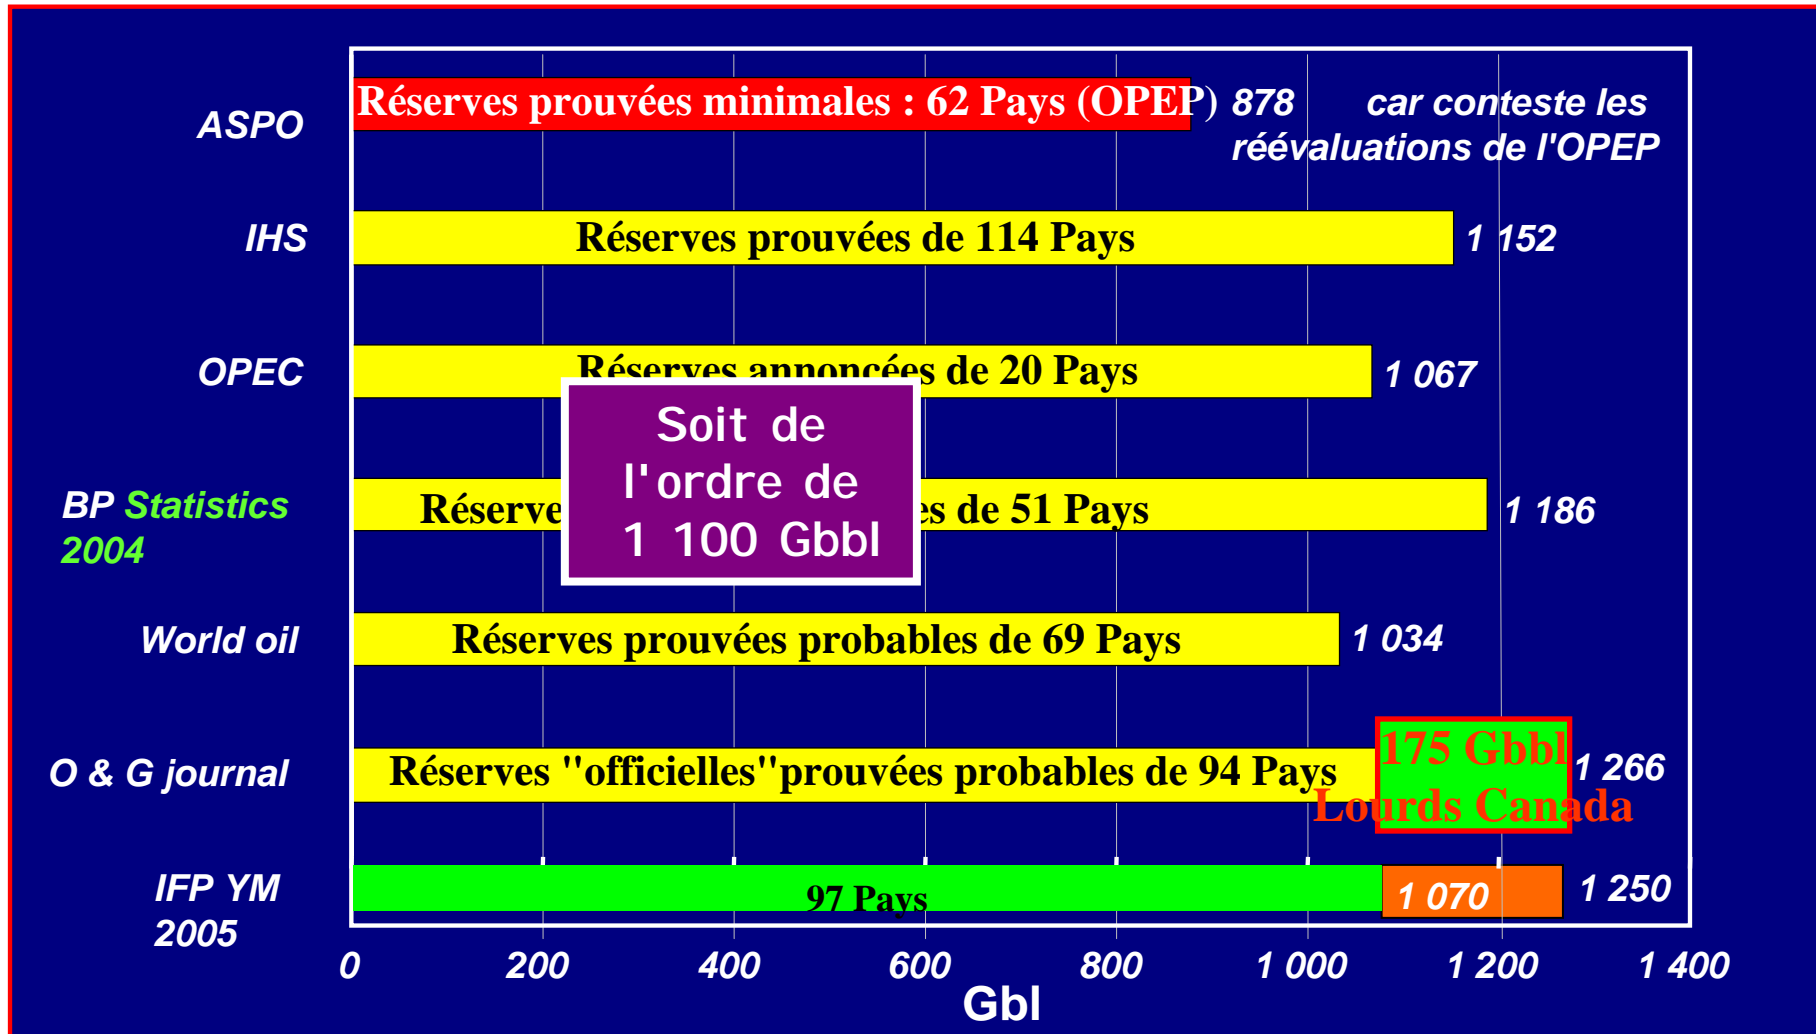 ASPO
Réserves prouvées minimales : 62 Pays (OPEP)
878 car conteste les
réévaluations de l'OPEP
IHS
Réserves prouvées de 114 Pays
1 152
OPEC
Réserves annoncées de 20 Pays
1 067
Soit de
l'ordre de
1 100 Gbbl
BP Statistics
2004
de 51 Pays
1 186
World oil
Réserves prouvées probables de 69 Pays
1 034
O & G journal
Réserves "officielles"prouvées probables de 94 Pays
175 Gbbl
Lourds Canada
1 266
IFP YM
2005
97 Pays
1 070
1 250
0 200 400 600 800 1 000 1 200 1 400
Gbl